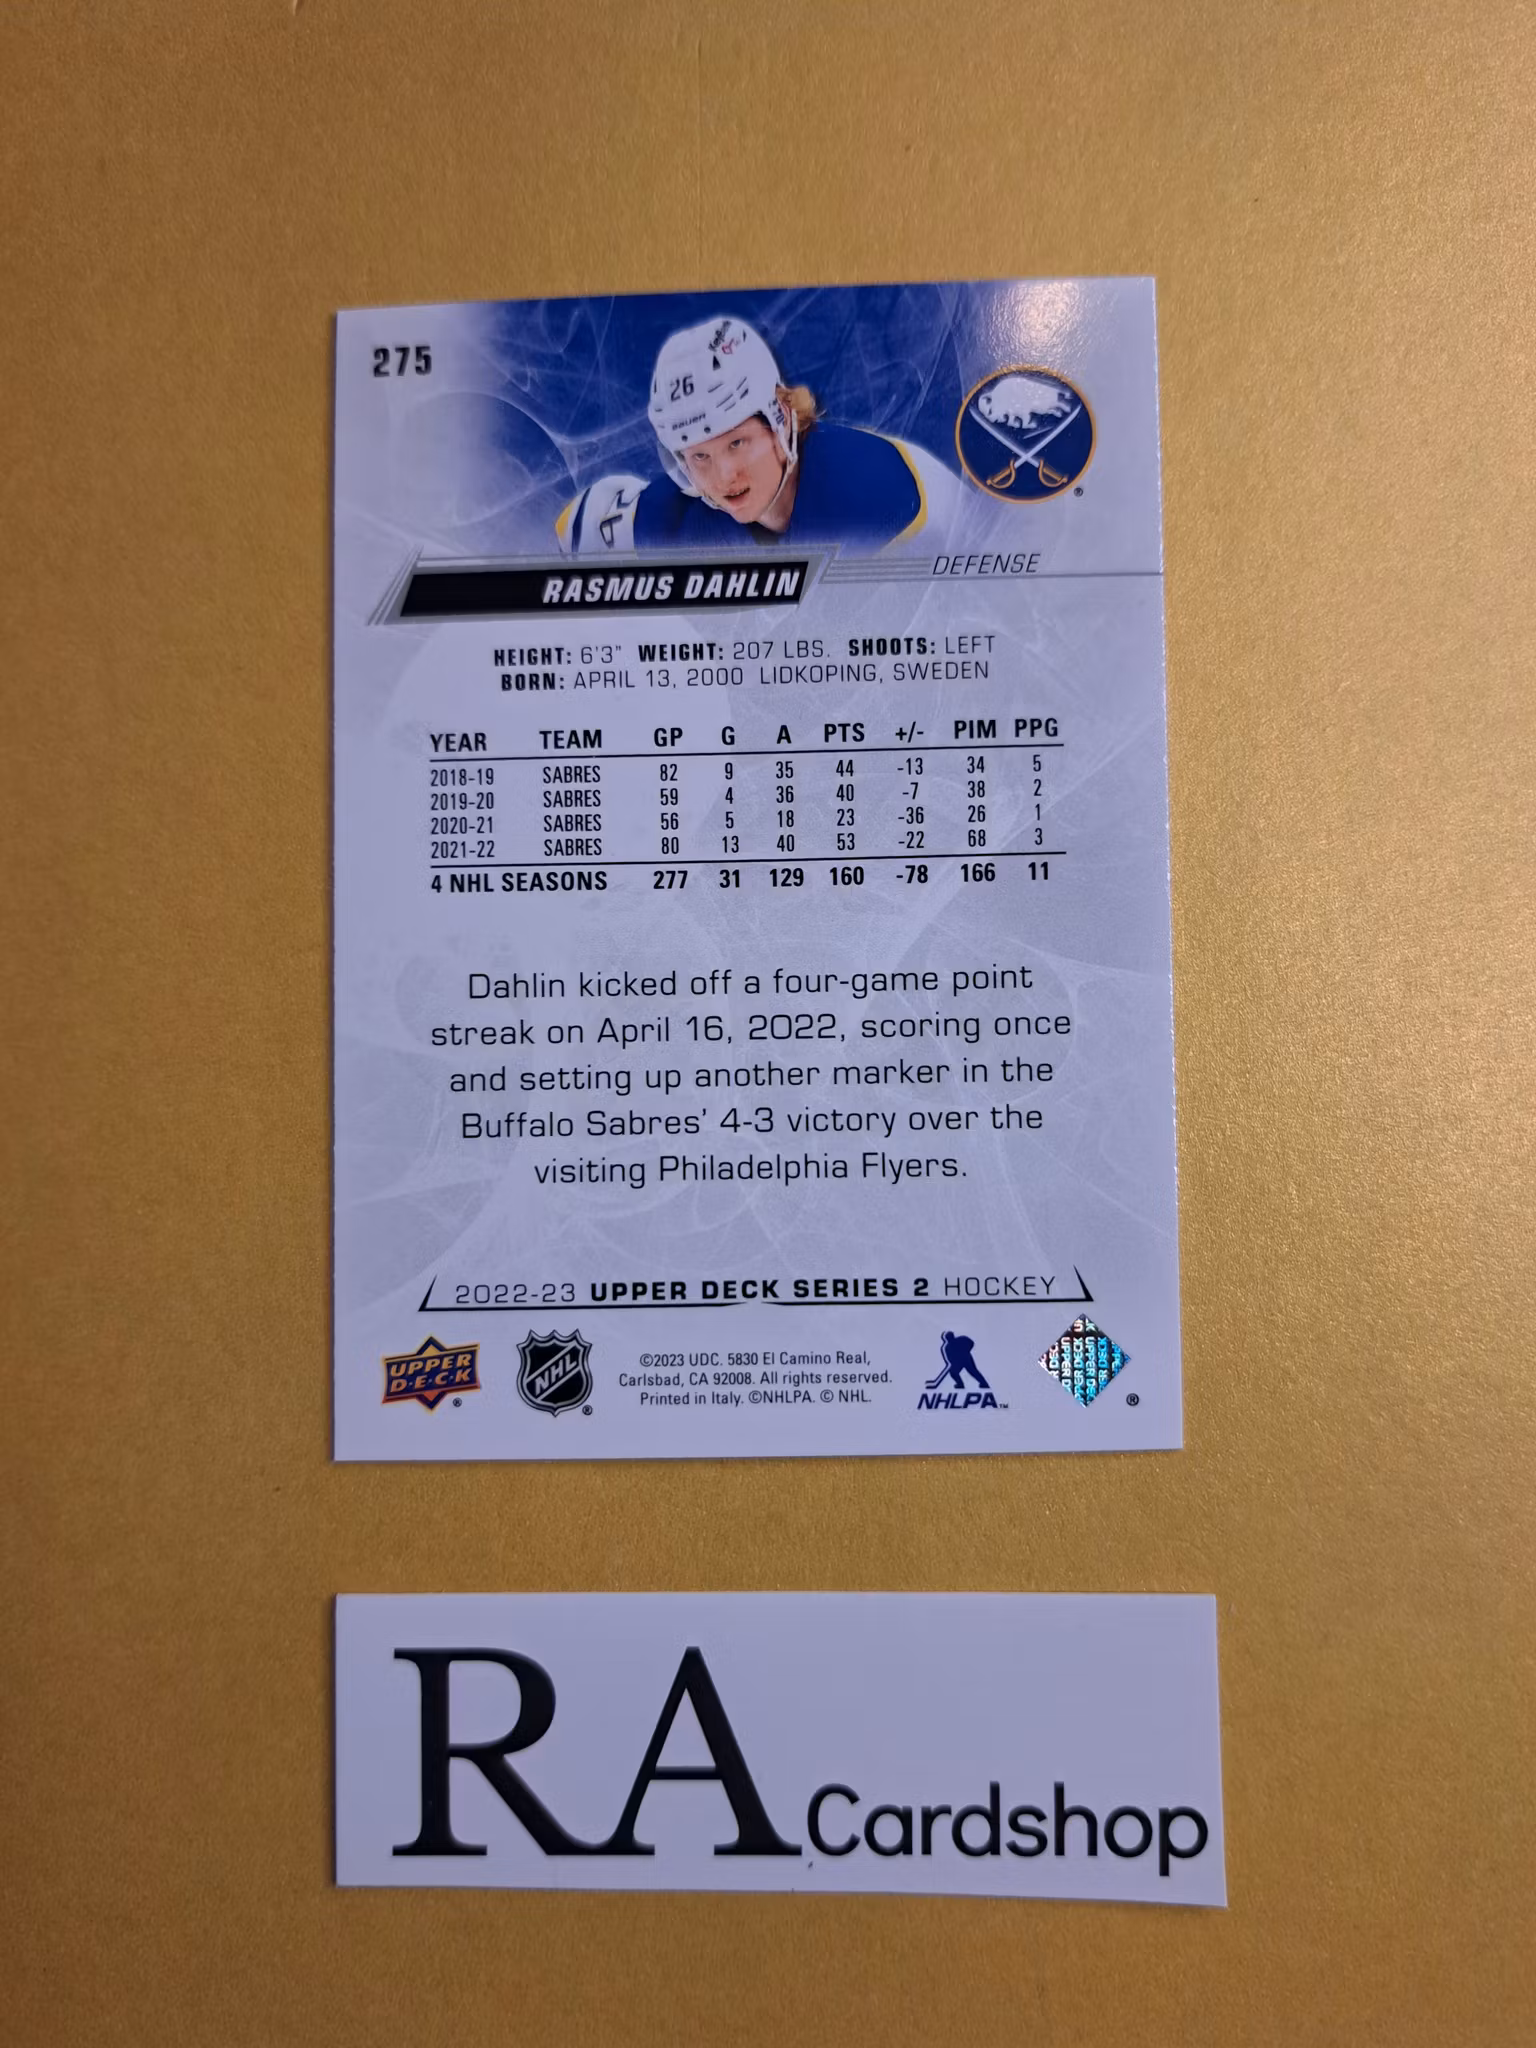 275
26
BAUER
RASMUS DAHLIN
DEFENSE
HEIGHT: 6'3" WEIGHT: 207 LBS. SHOOTS: LEFT
BORN: APRIL 13, 2000 LIDKOPING, SWEDEN
YEAR TEAM GP G A PTS +/- PIM PPG
2018-19 SABRES 82 9 35 44 -13 34 5
2019-20 SABRES 59 4 36 40 -7 38 2
2020-21 SABRES 56 5 18 23 -36 26 1
2021-22 SABRES 80 13 40 53 -22 68 3
4 NHL SEASONS 277 31 129 160 -78 166 11
Dahlin kicked off a four-game point
streak on April 16, 2022, scoring once
and setting up another marker in the
Buffalo Sabres' 4-3 victory over the
visiting Philadelphia Flyers.
2022-23 UPPER DECK SERIES 2 HOCKEY
UPPER
DECK
®
NHL
®
©2023 UDC. 5830 El Camino Real,
Carlsbad, CA 92008. All rights reserved.
Printed in Italy. ©NHLPA. © NHL.
NHLPA™
UPPER DECK
®
RA Cardshop